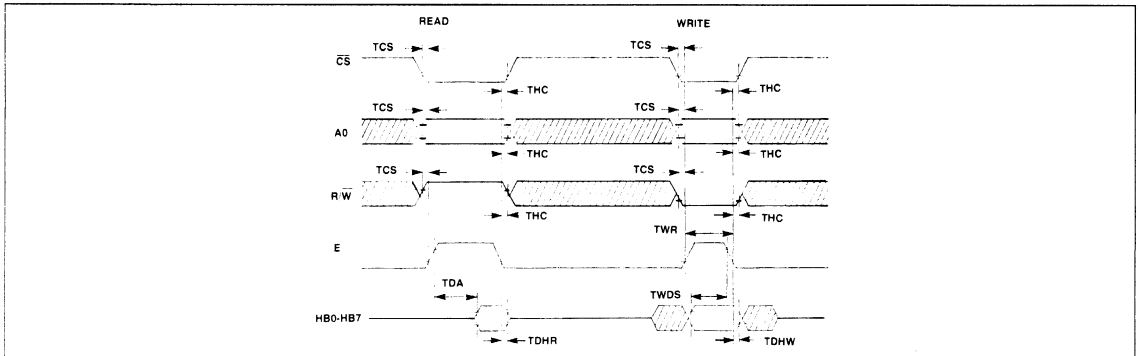 READ WRITE
TCS TCS
C̅S̅
THC THC
TCS TCS
A0
THC THC
TCS TCS
R/W̅
THC THC
TWR
E
TDA TWDS
HB0-HB7
TDHR TDHW